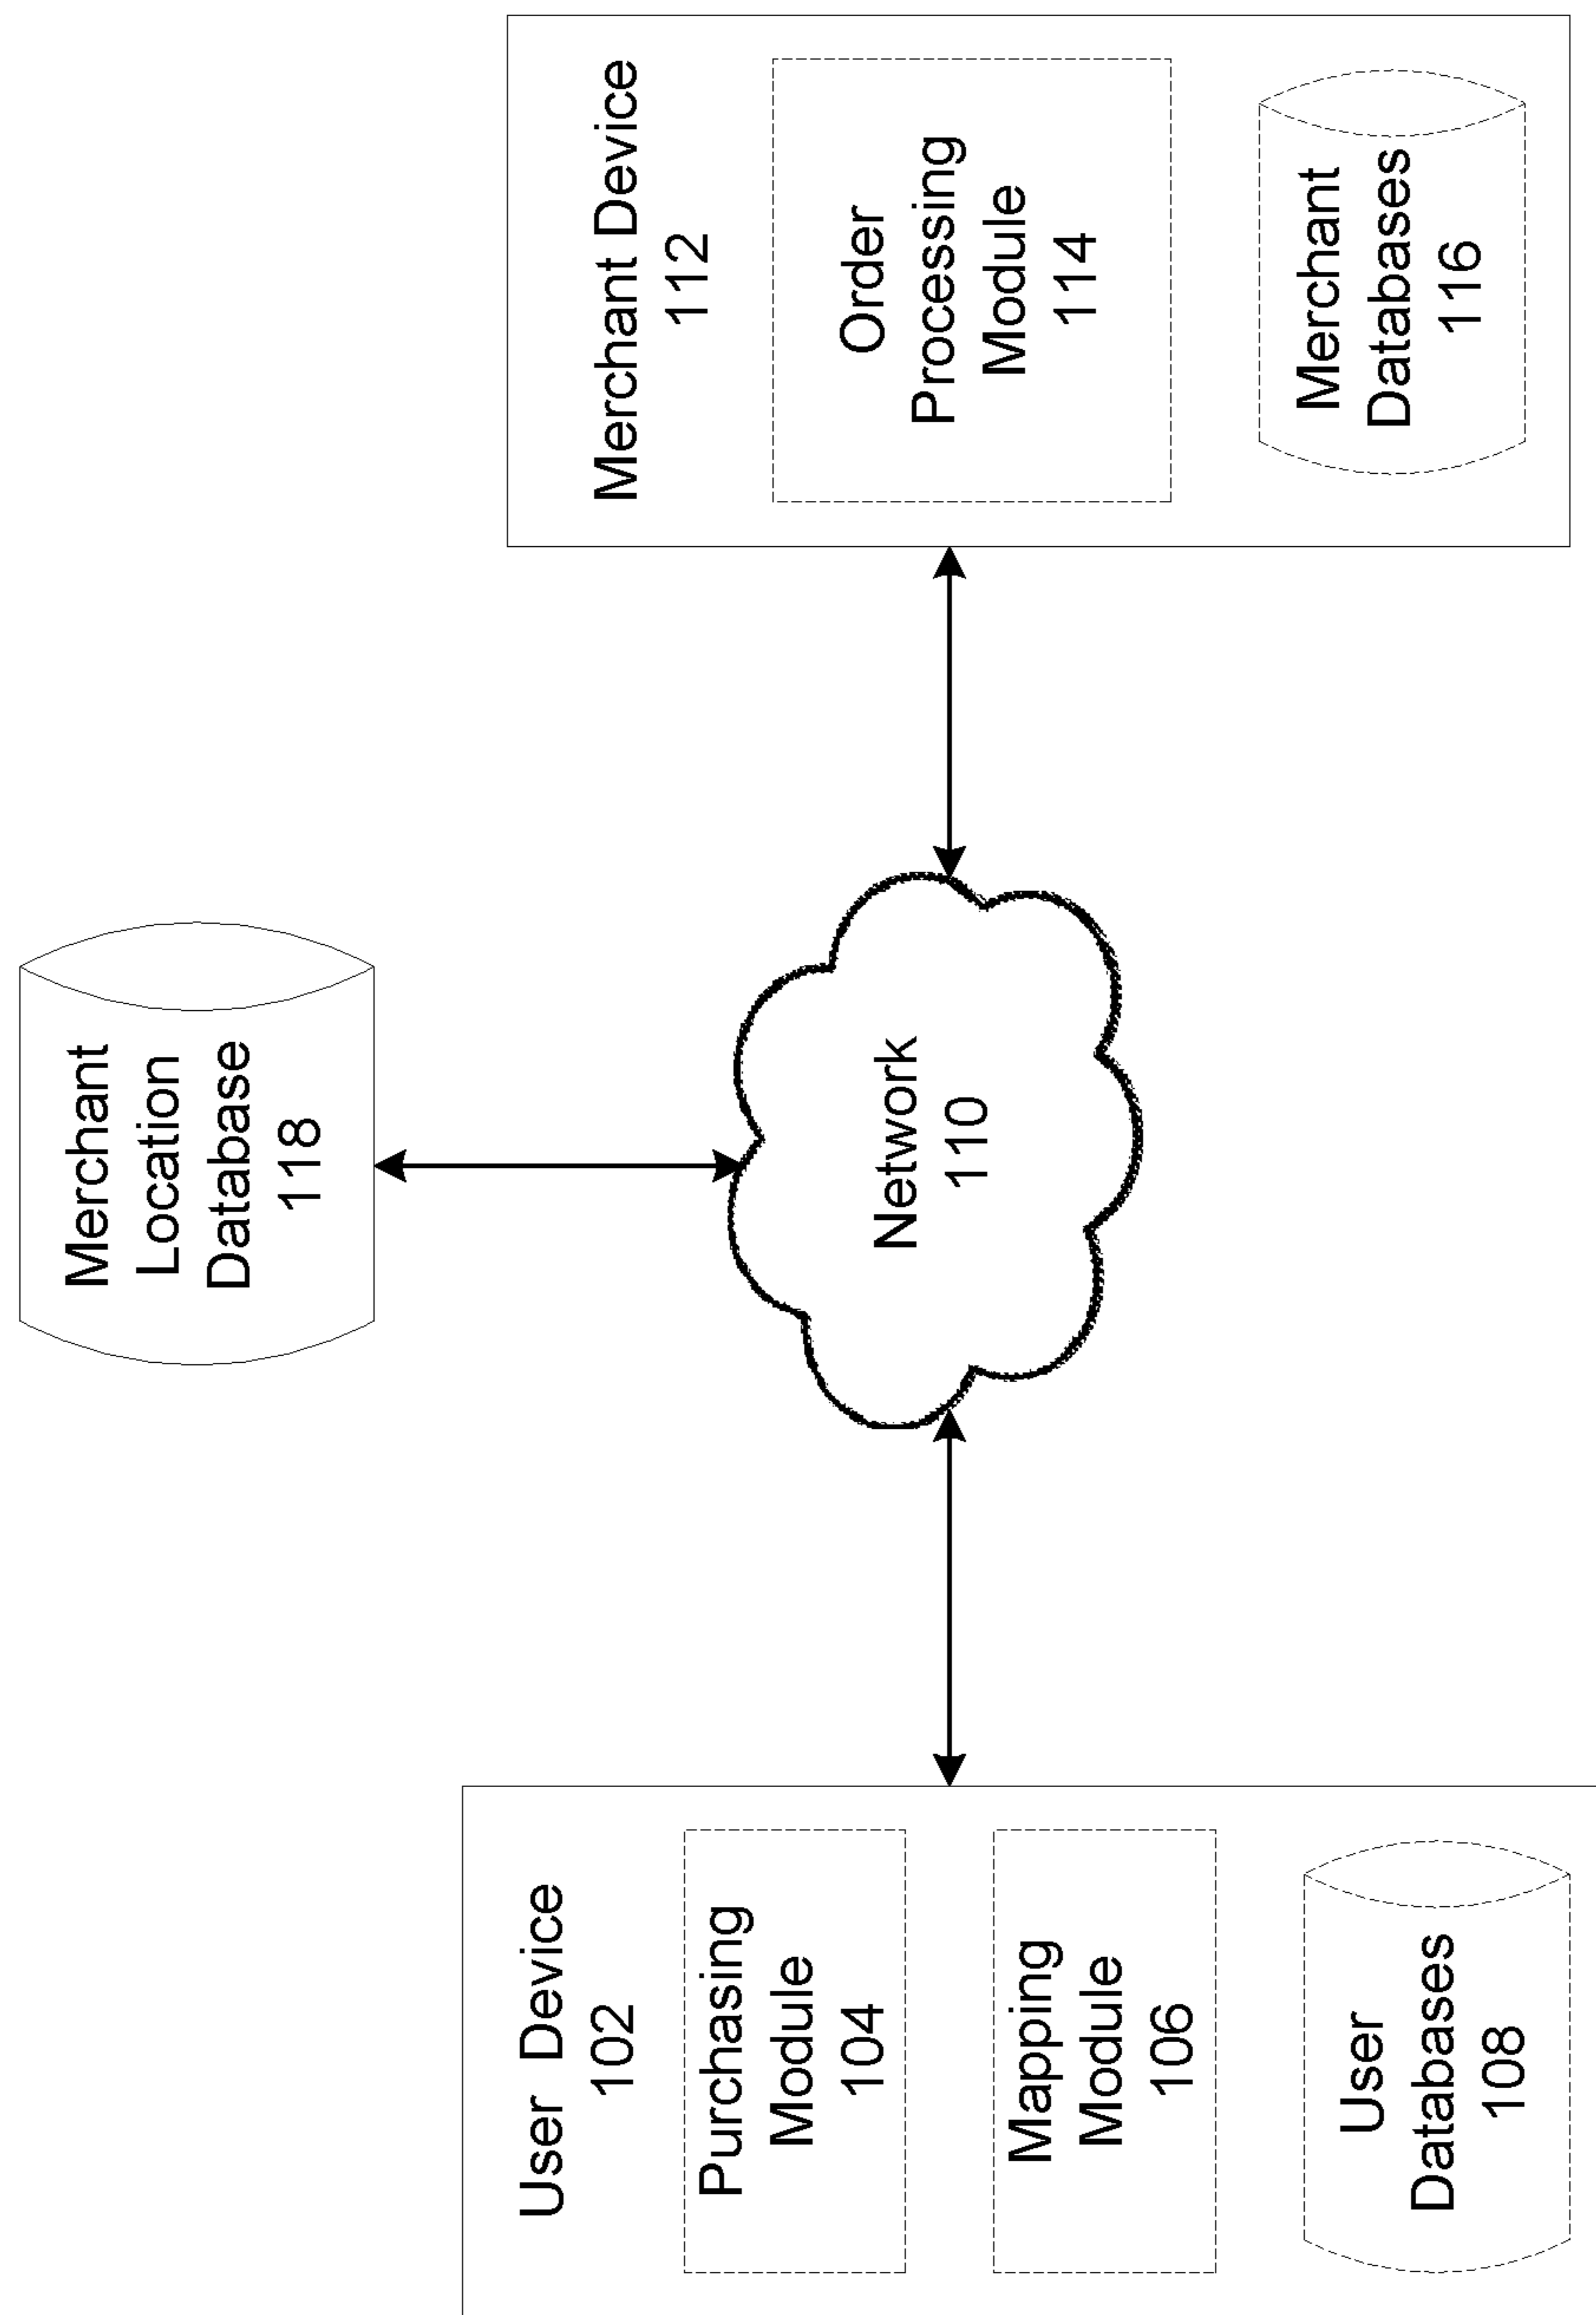 Merchant
Location
Database
118
User Device
102
Purchasing
Module
104
Mapping
Module
106
User
Databases
108
Network
110
Merchant Device
112
Order
Processing
Module
114
Merchant
Databases
116